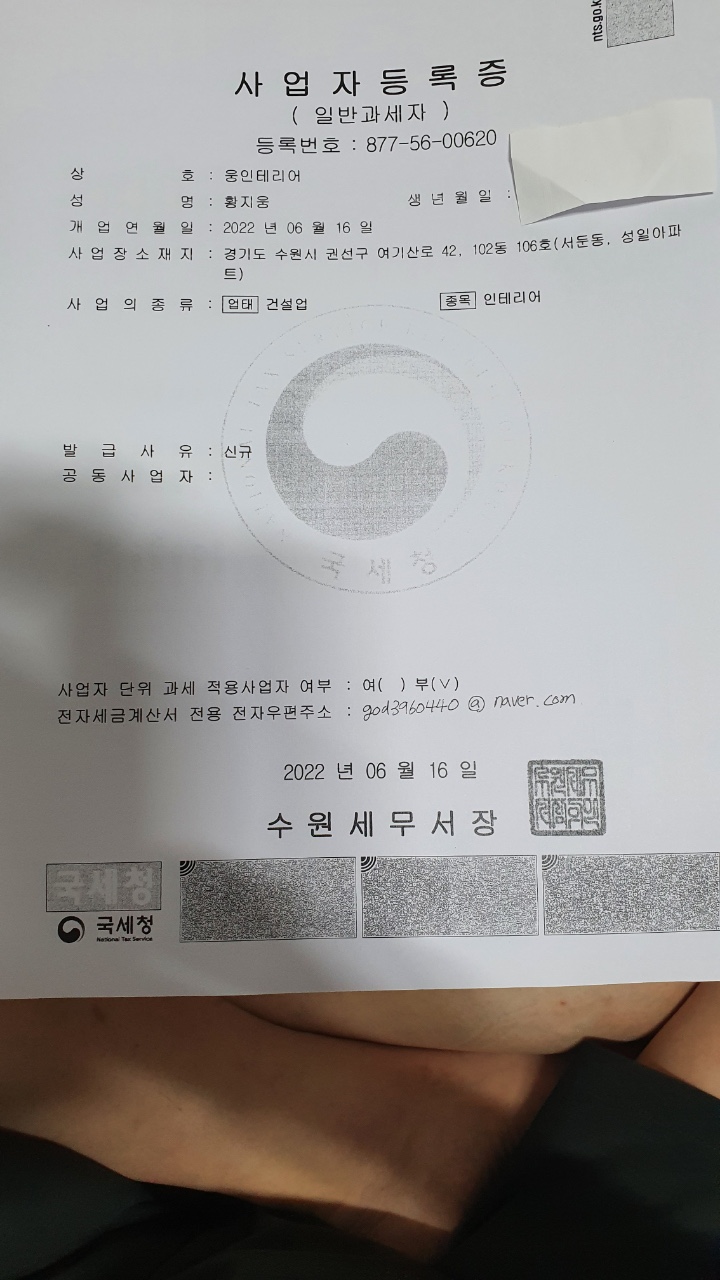 nts.go.k
사업자등록증
( 일반과세자 )
등록번호 : 877-56-00620
상 호 : 웅인테리어
성 명 : 황지웅 생년월일 :
개업연월일 : 2022 년 06 월 16 일
사업장소재지 : 경기도 수원시 권선구 여기산로 42, 102동 106호(서둔동, 성일아파
트)
사업의종류 : 업태 건설업 종목 인테리어
발급사유 : 신규
공동사업자 :
국세청
사업자 단위 과세 적용사업자 여부 : 여( ) 부(∨)
전자세금계산서 전용 전자우편주소 : god3960440@naver.com
2022 년 06 월 16 일
수원세무서장
국세청
국세청
National Tax Service